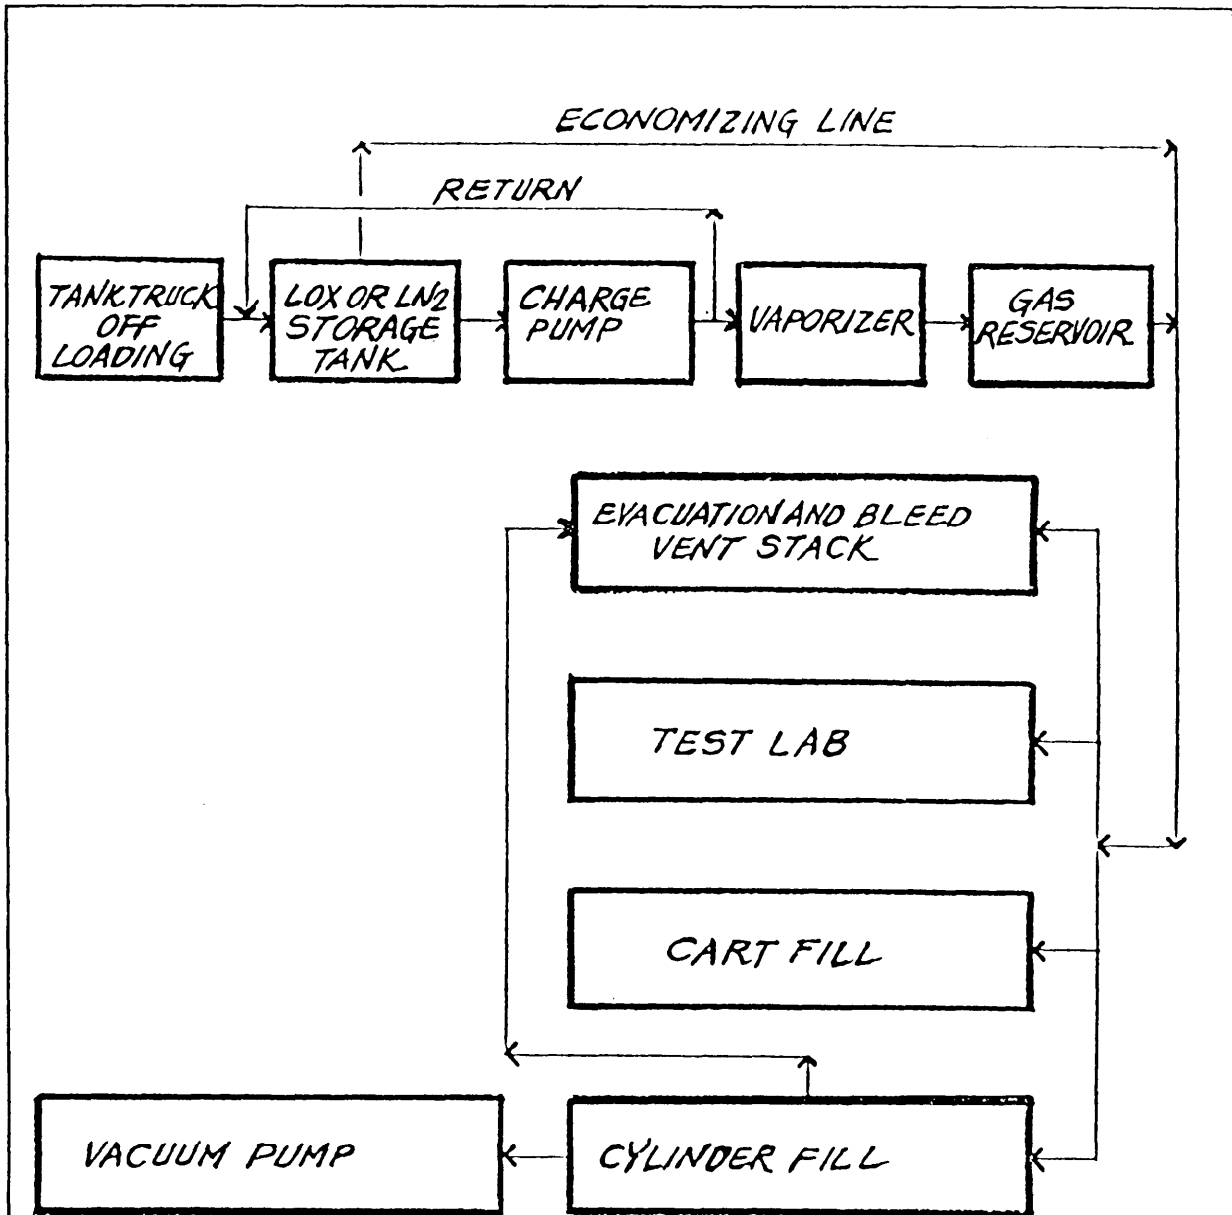 ECONOMIZING LINE
RETURN
TANK TRUCK
OFF
LOADING
LOX OR LN2
STORAGE
TANK
CHARGE
PUMP
VAPORIZER
GAS
RESERVOIR
EVACUATION AND BLEED
VENT STACK
TEST LAB
CART FILL
VACUUM PUMP
CYLINDER FILL